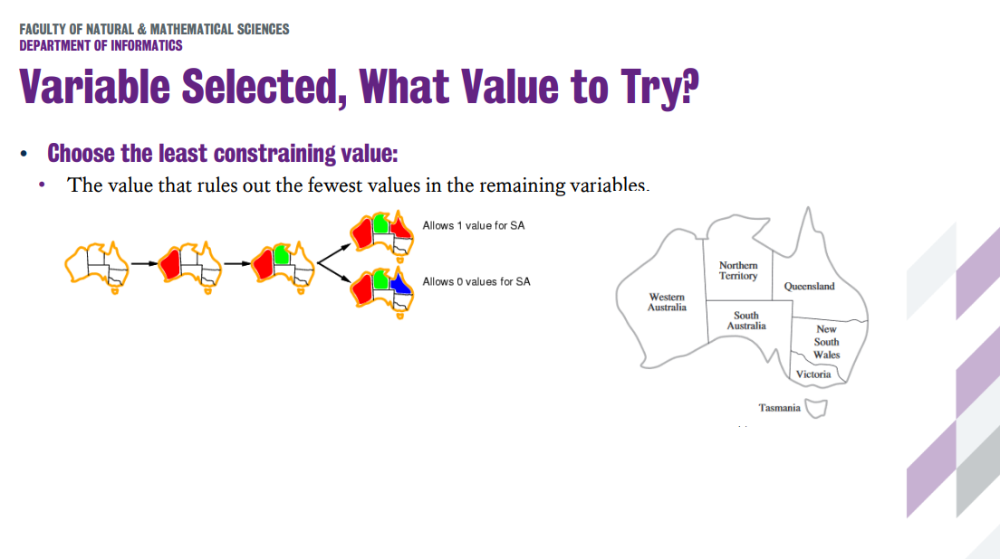 FACULTY OF NATURAL & MATHEMATICAL SCIENCES
DEPARTMENT OF INFORMATICS
Variable Selected, What Value to Try?
• Choose the least constraining value:
• The value that rules out the fewest values in the remaining variables.
Allows 1 value for SA
Allows 0 values for SA
Northern
Territory
Queensland
Western
Australia
South
Australia
New
South
Wales
Victoria
Tasmania